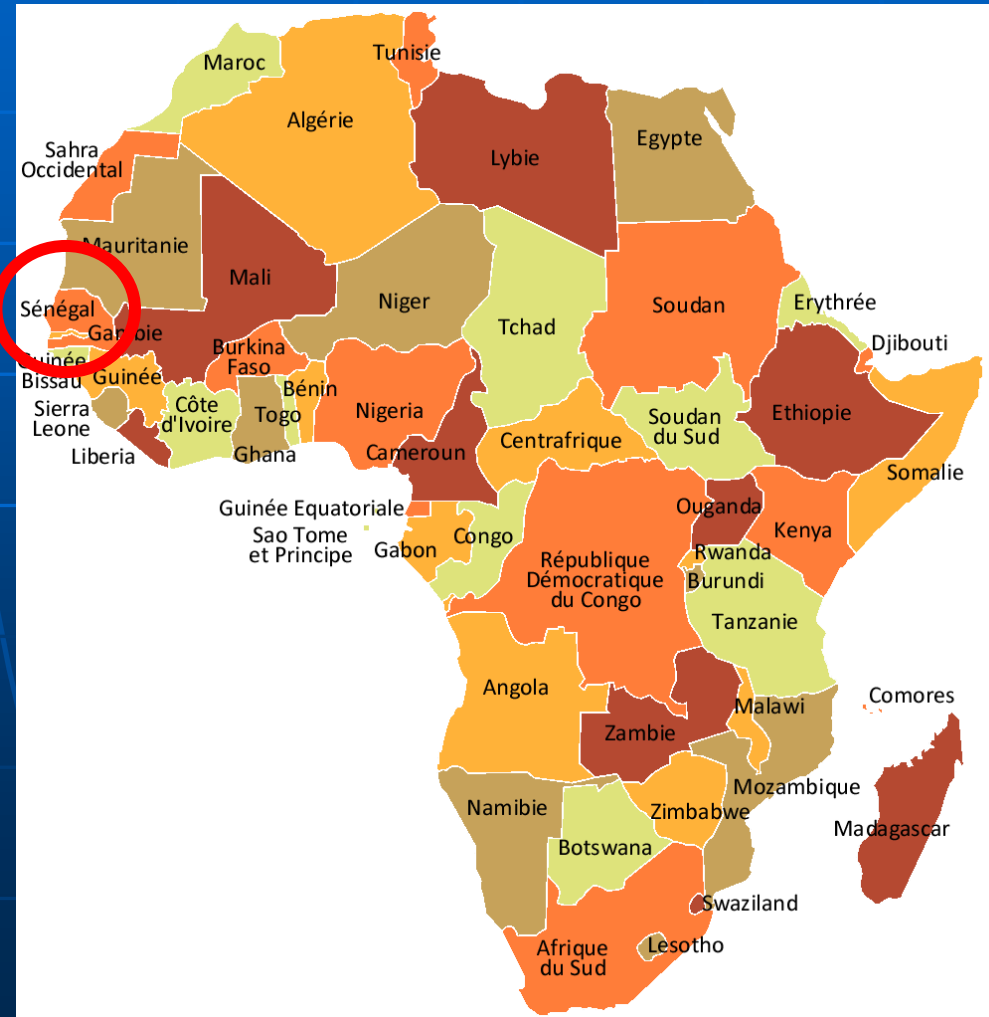 Tunisie
Maroc
Algérie
Egypte
Lybie
Sahra
Occidental
Mauritanie
Mali
Niger
Sénégal
Soudan
Erythrée
Tchad
Gambie
Djibouti
Burkina
Faso
Guinée
Bissau
Guinée
Bénin
Côte
d'Ivoire
Togo
Nigeria
Soudan
du Sud
Ethiopie
Sierra
Leone
Centrafrique
Liberia
Ghana
Cameroun
Somalie
Guinée Equatoriale
Ouganda
Sao Tome
et Principe
Gabon
Congo
Kenya
République
Démocratique
du Congo
Rwanda
Burundi
Tanzanie
Angola
Comores
Malawi
Zambie
Mozambique
Namibie
Zimbabwe
Madagascar
Botswana
Swaziland
Afrique
du Sud
Lesotho